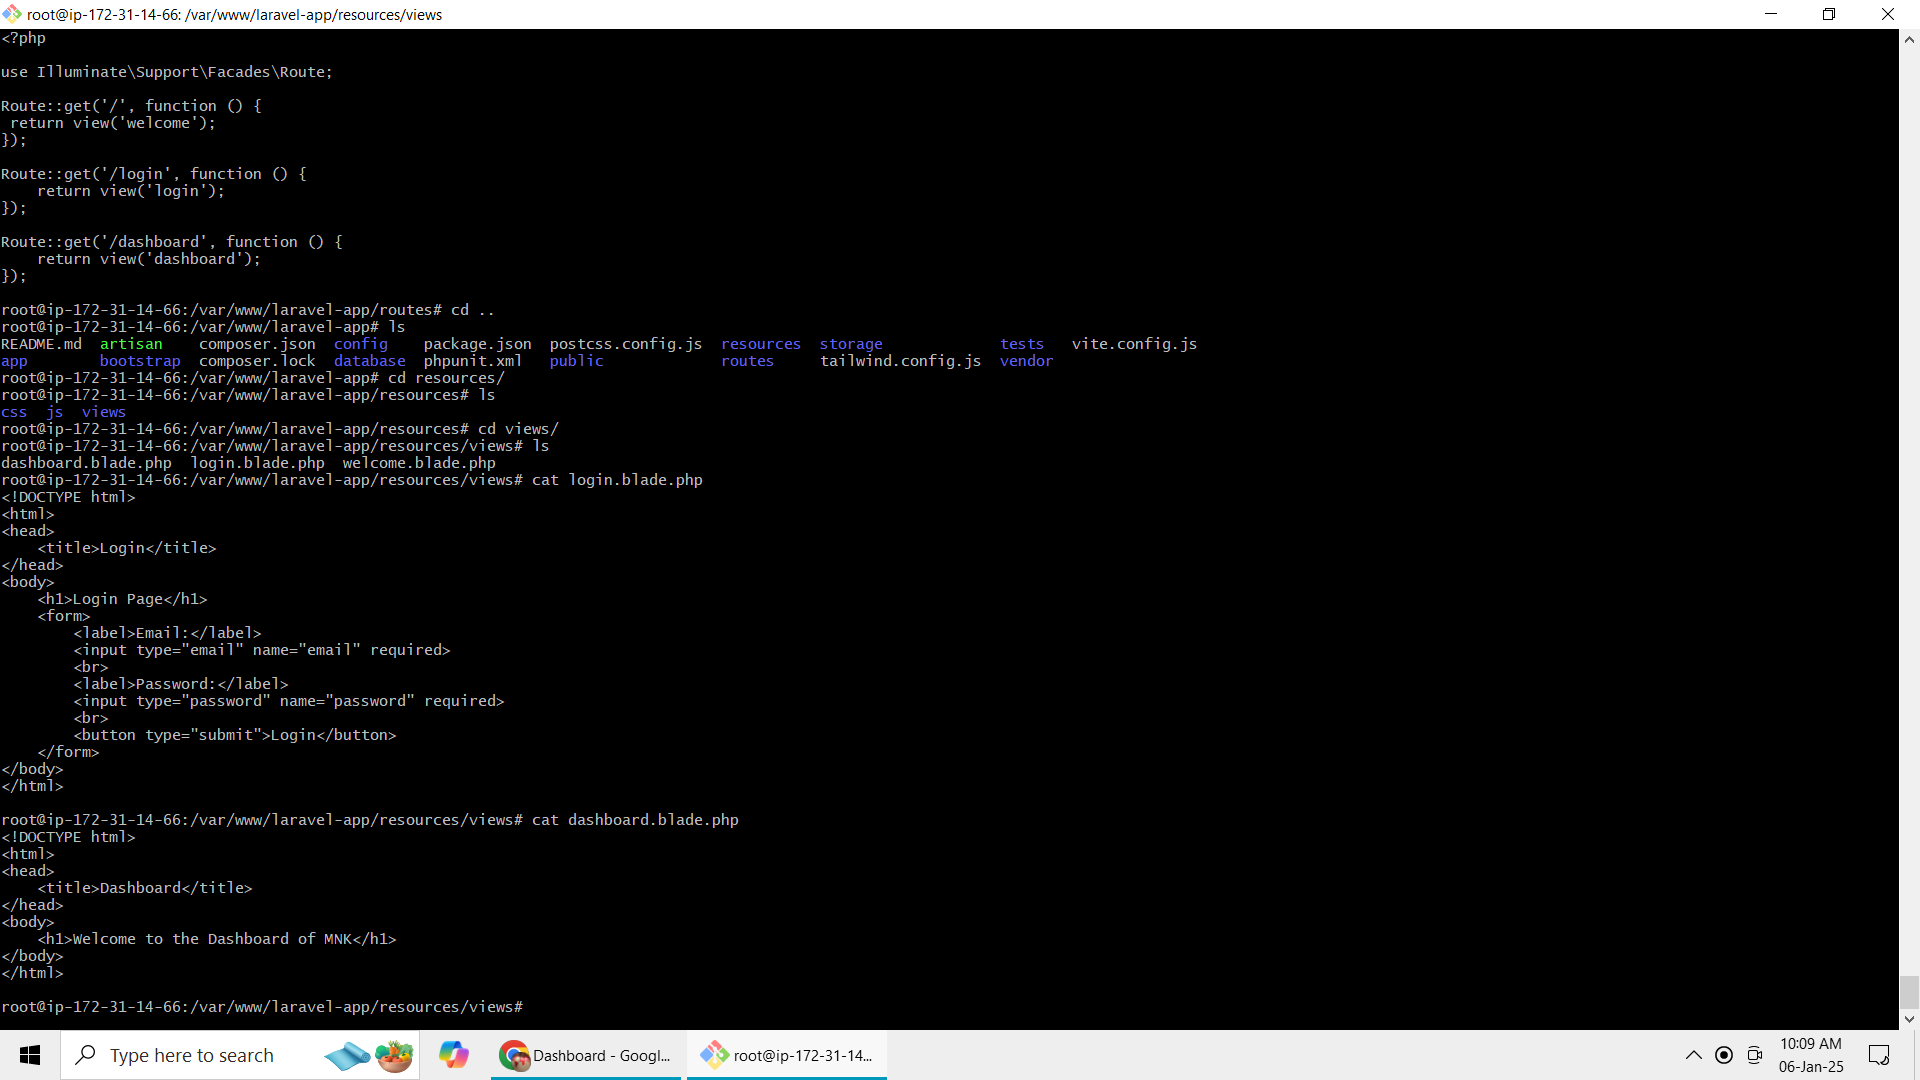 root@ip-172-31-14-66: /var/www/laravel-app/resources/views
<?php
use Illuminate\Support\Facades\Route;
Route::get('/', function () {
 return view('welcome');
});
Route::get('/login', function () {
    return view('login');
});
Route::get('/dashboard', function () {
    return view('dashboard');
});
root@ip-172-31-14-66:/var/www/laravel-app/routes# cd ..
root@ip-172-31-14-66:/var/www/laravel-app# ls
README.md  artisan    composer.json  config    package.json  postcss.config.js  resources  storage             tests   vite.config.js
app        bootstrap  composer.lock  database  phpunit.xml   public             routes     tailwind.config.js  vendor
root@ip-172-31-14-66:/var/www/laravel-app# cd resources/
root@ip-172-31-14-66:/var/www/laravel-app/resources# ls
css  js  views
root@ip-172-31-14-66:/var/www/laravel-app/resources# cd views/
root@ip-172-31-14-66:/var/www/laravel-app/resources/views# ls
dashboard.blade.php  login.blade.php  welcome.blade.php
root@ip-172-31-14-66:/var/www/laravel-app/resources/views# cat login.blade.php
<!DOCTYPE html>
<html>
<head>
    <title>Login</title>
</head>
<body>
    <h1>Login Page</h1>
    <form>
        <label>Email:</label>
        <input type="email" name="email" required>
        <br>
        <label>Password:</label>
        <input type="password" name="password" required>
        <br>
        <button type="submit">Login</button>
    </form>
</body>
</html>
root@ip-172-31-14-66:/var/www/laravel-app/resources/views# cat dashboard.blade.php
<!DOCTYPE html>
<html>
<head>
    <title>Dashboard</title>
</head>
<body>
    <h1>Welcome to the Dashboard of MNK</h1>
</body>
</html>
root@ip-172-31-14-66:/var/www/laravel-app/resources/views#
Type here to search
Dashboard - Googl...
root@ip-172-31-14...
10:09 AM
06-Jan-25